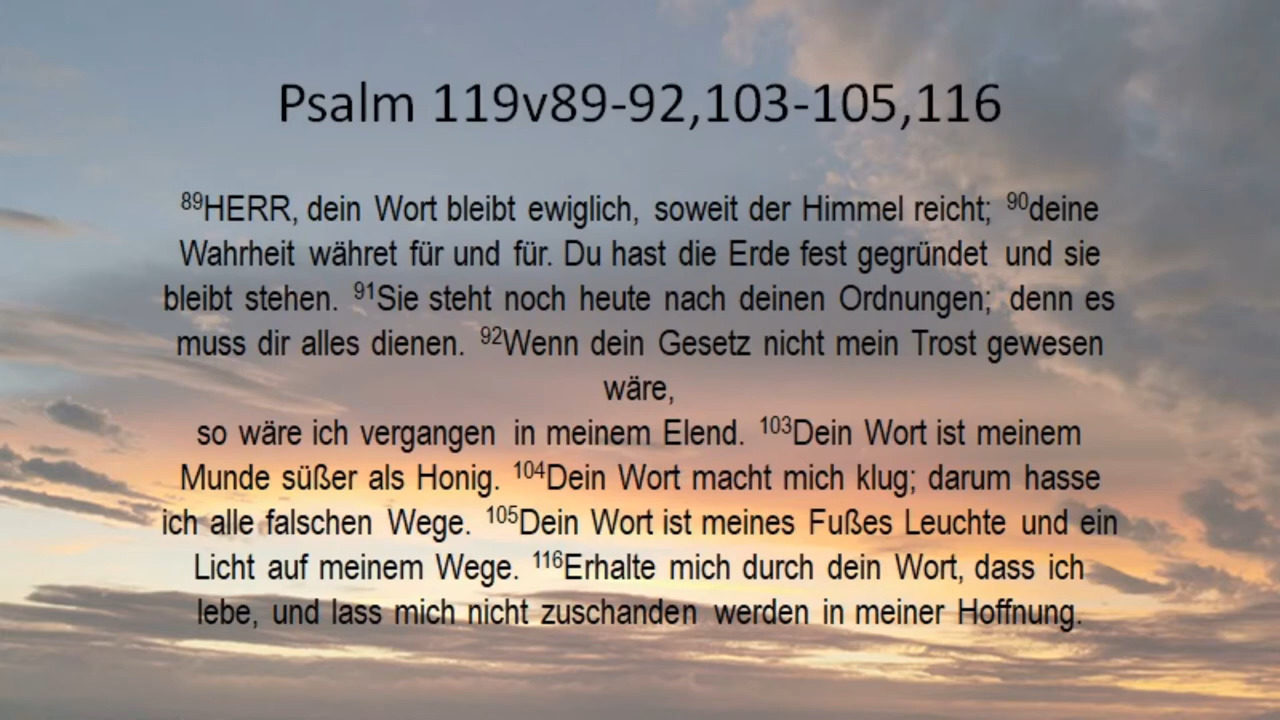 Psalm 119v89-92,103-105,116
⁸⁹HERR, dein Wort bleibt ewiglich, soweit der Himmel reicht; ⁹⁰deine
Wahrheit währet für und für. Du hast die Erde fest gegründet und sie
bleibt stehen. ⁹¹Sie steht noch heute nach deinen Ordnungen; denn es
muss dir alles dienen. ⁹²Wenn dein Gesetz nicht mein Trost gewesen
wäre,
so wäre ich vergangen in meinem Elend. ¹⁰³Dein Wort ist meinem
Munde süßer als Honig. ¹⁰⁴Dein Wort macht mich klug; darum hasse
ich alle falschen Wege. ¹⁰⁵Dein Wort ist meines Fußes Leuchte und ein
Licht auf meinem Wege. ¹¹⁶Erhalte mich durch dein Wort, dass ich
lebe, und lass mich nicht zuschanden werden in meiner Hoffnung.